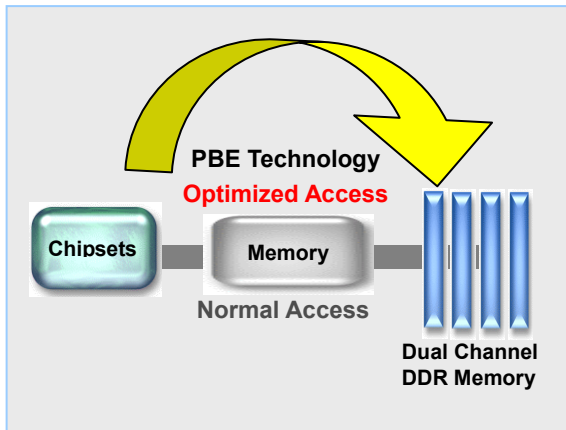 PBE Technology
Optimized Access
Chipsets
Memory
Normal Access
Dual Channel
DDR Memory